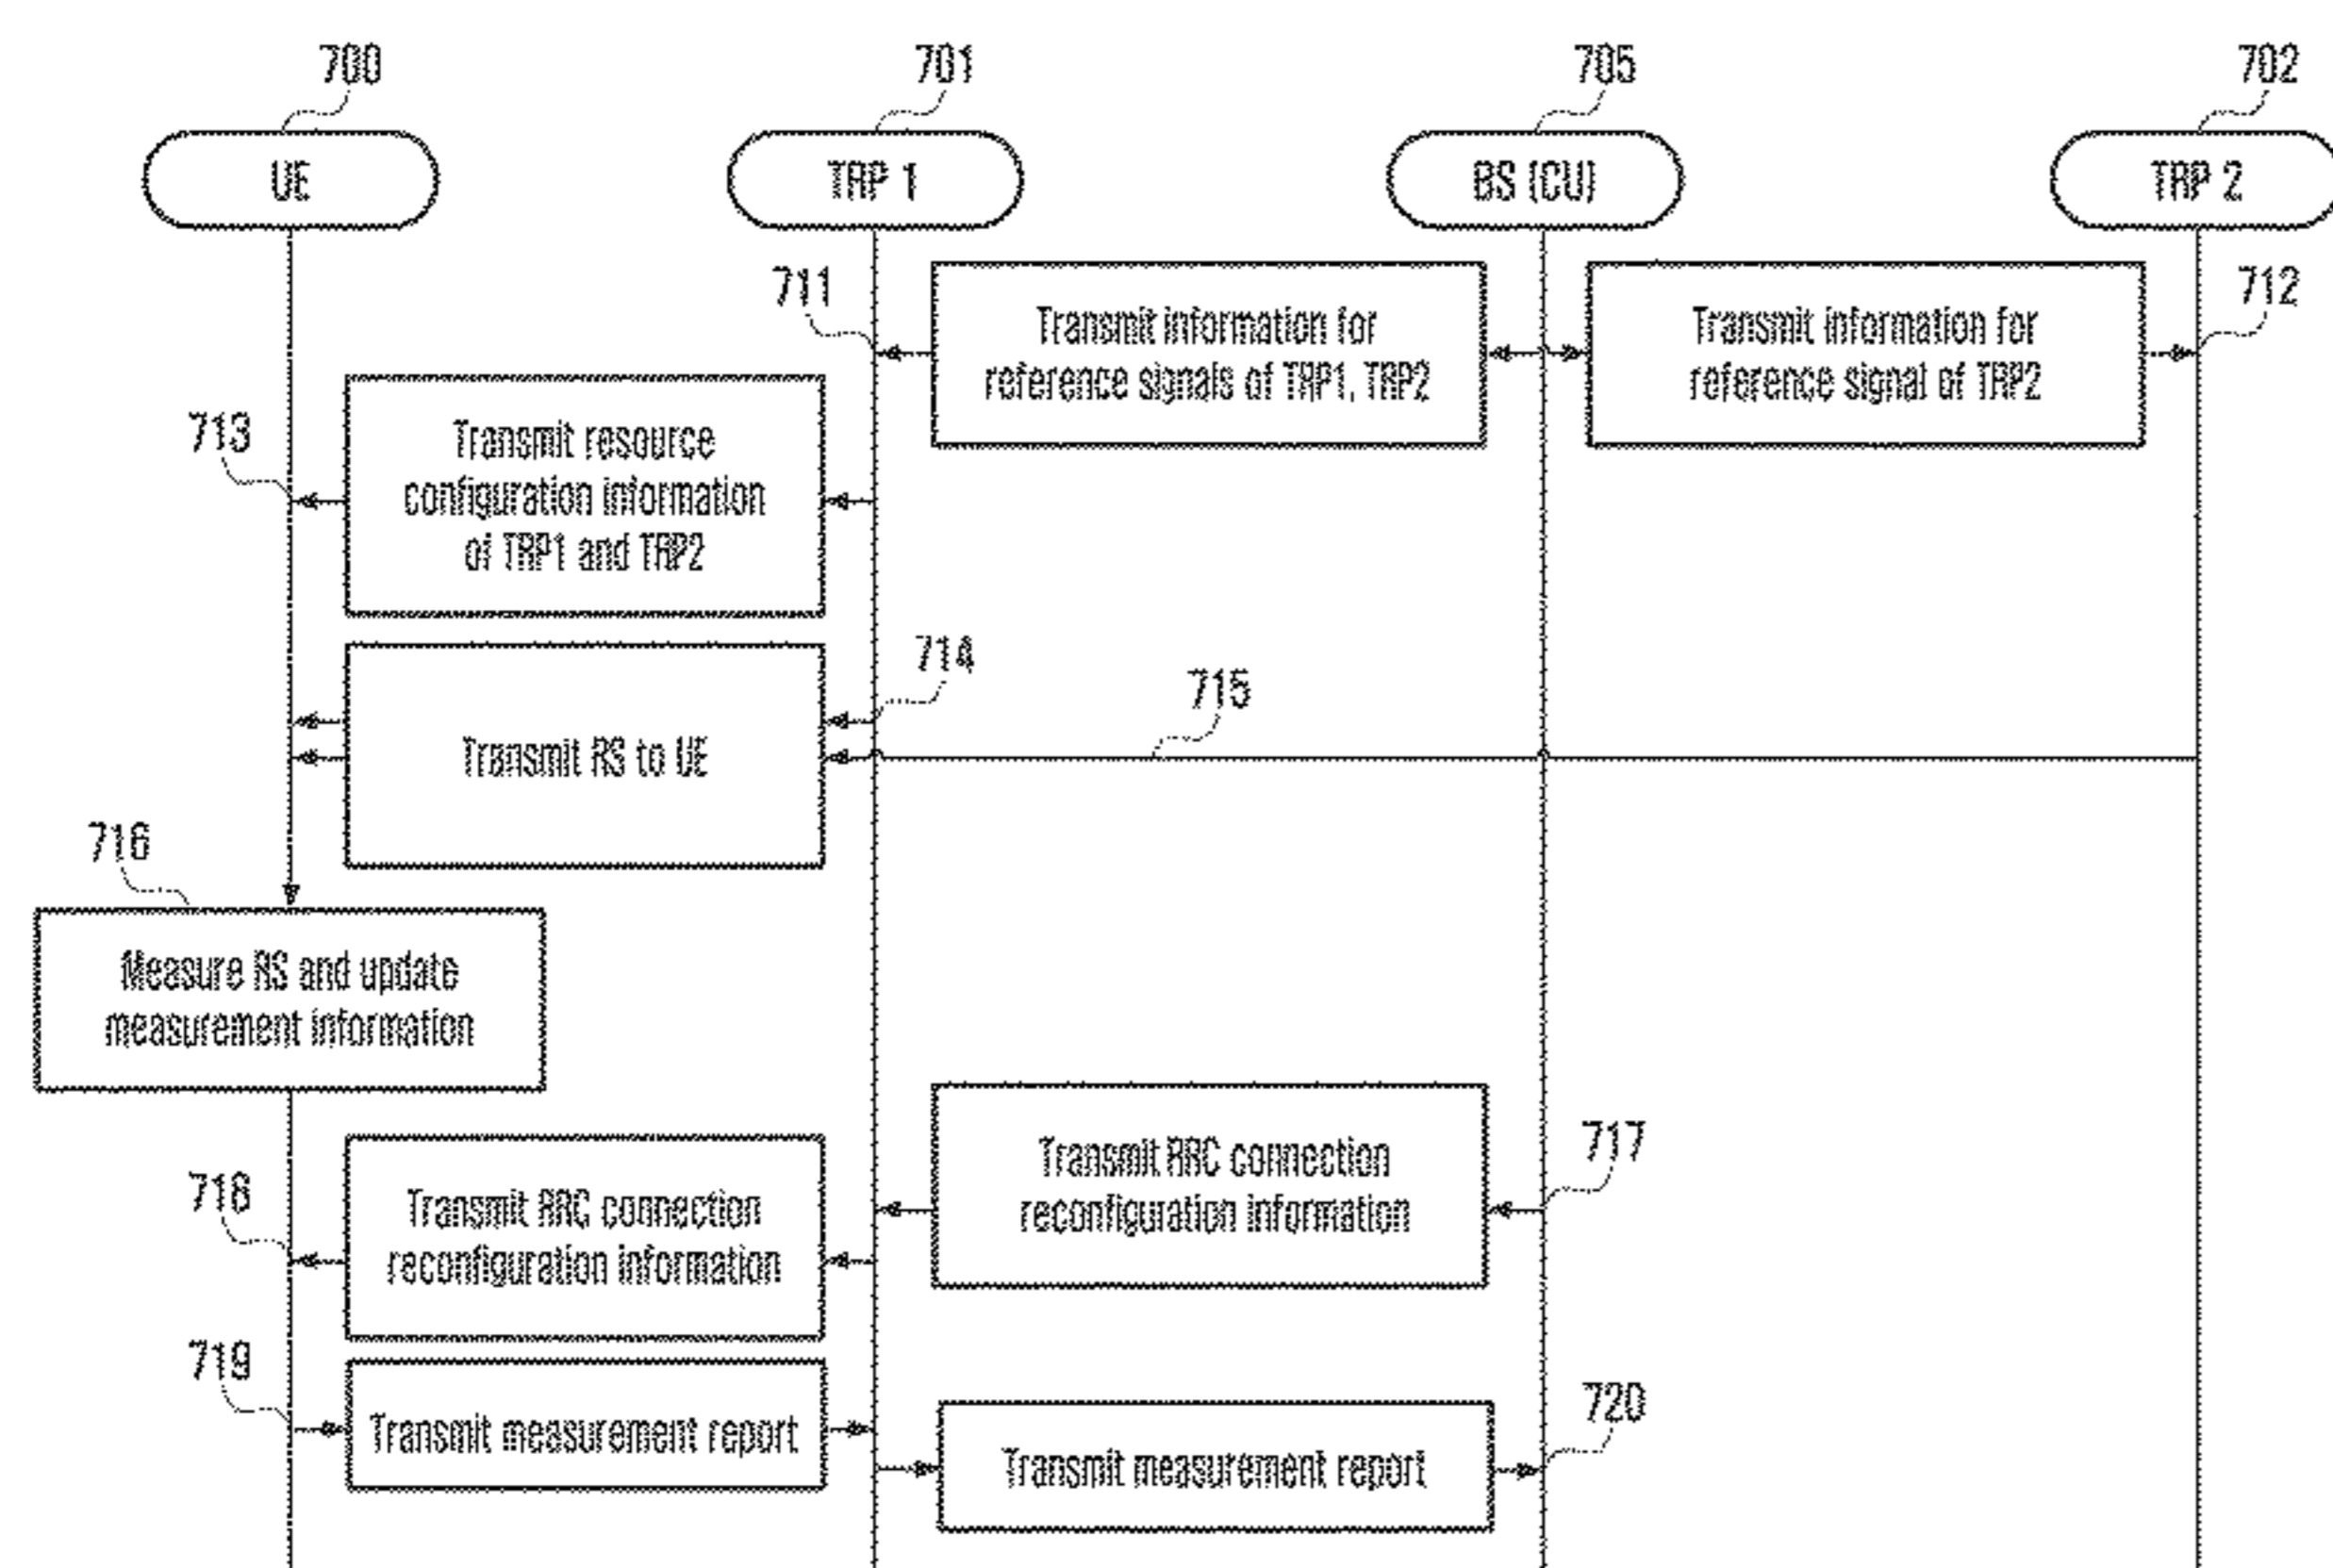 700
701
705
702
UE
TRP 1
BS (CU)
TRP 2
711
Transmit information for
reference signals of TRP1, TRP2
Transmit information for
reference signal of TRP2
712
713
Transmit resource
configuration information
of TRP1 and TRP2
714
715
Transmit RS to UE
716
Measure RS and update
measurement information
717
Transmit RRC connection
reconfiguration information
718
Transmit RRC connection
reconfiguration information
719
Transmit measurement report
720
Transmit measurement report